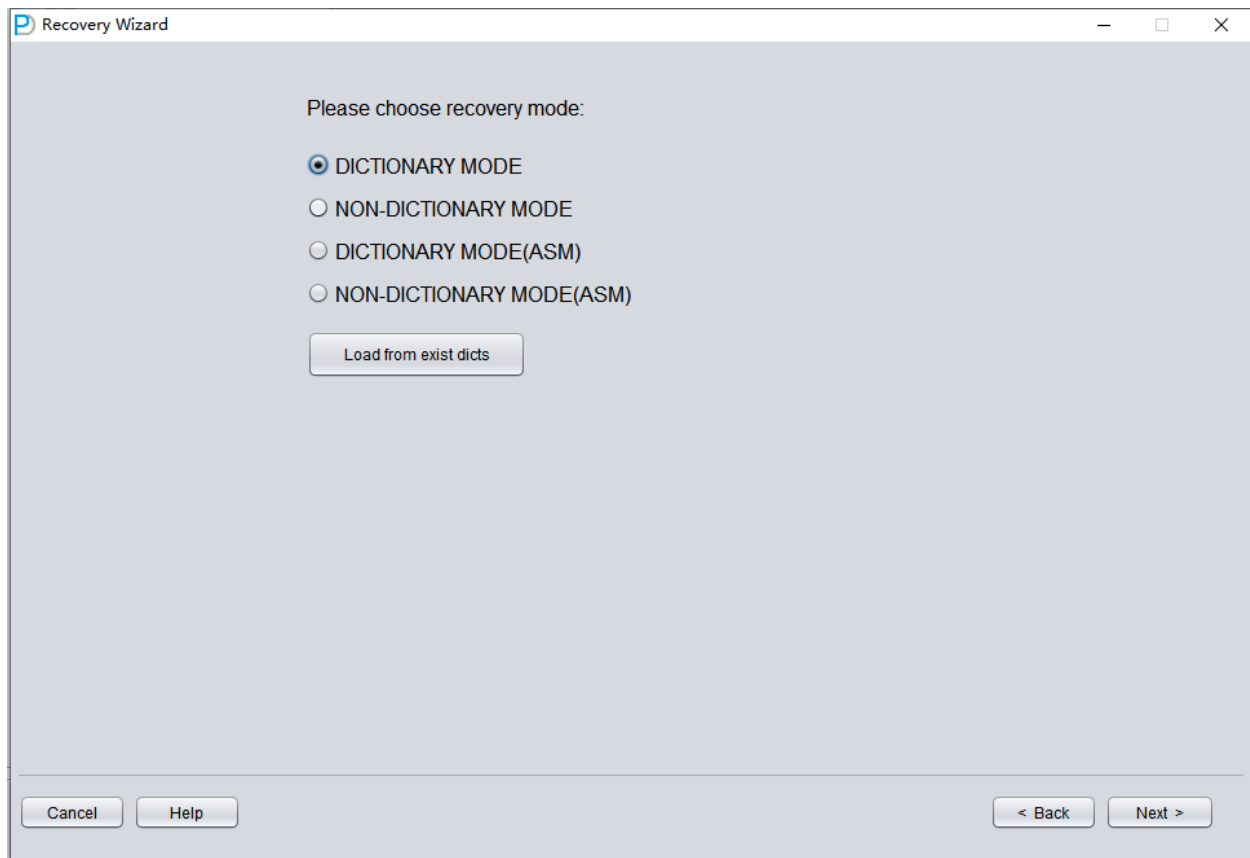 Recovery Wizard
Please choose recovery mode:
DICTIONARY MODE
NON-DICTIONARY MODE
DICTIONARY MODE(ASM)
NON-DICTIONARY MODE(ASM)
Load from exist dicts
Cancel Help < Back Next >